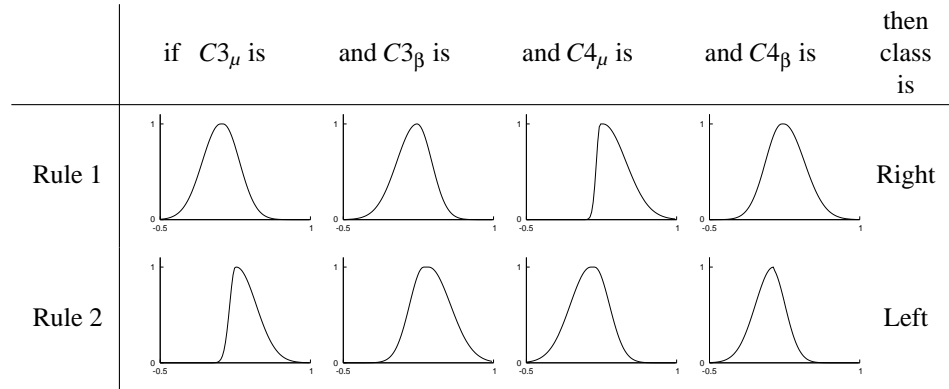 if C3μ is and C3β is and C4μ is and C4β is then class is
Rule 1
1 0 -0.5 1
1 0 -0.5 1
1 0 -0.5 1
1 0 -0.5 1
Right
Rule 2
1 0 -0.5 1
1 0 -0.5 1
1 0 -0.5 1
1 0 -0.5 1
Left